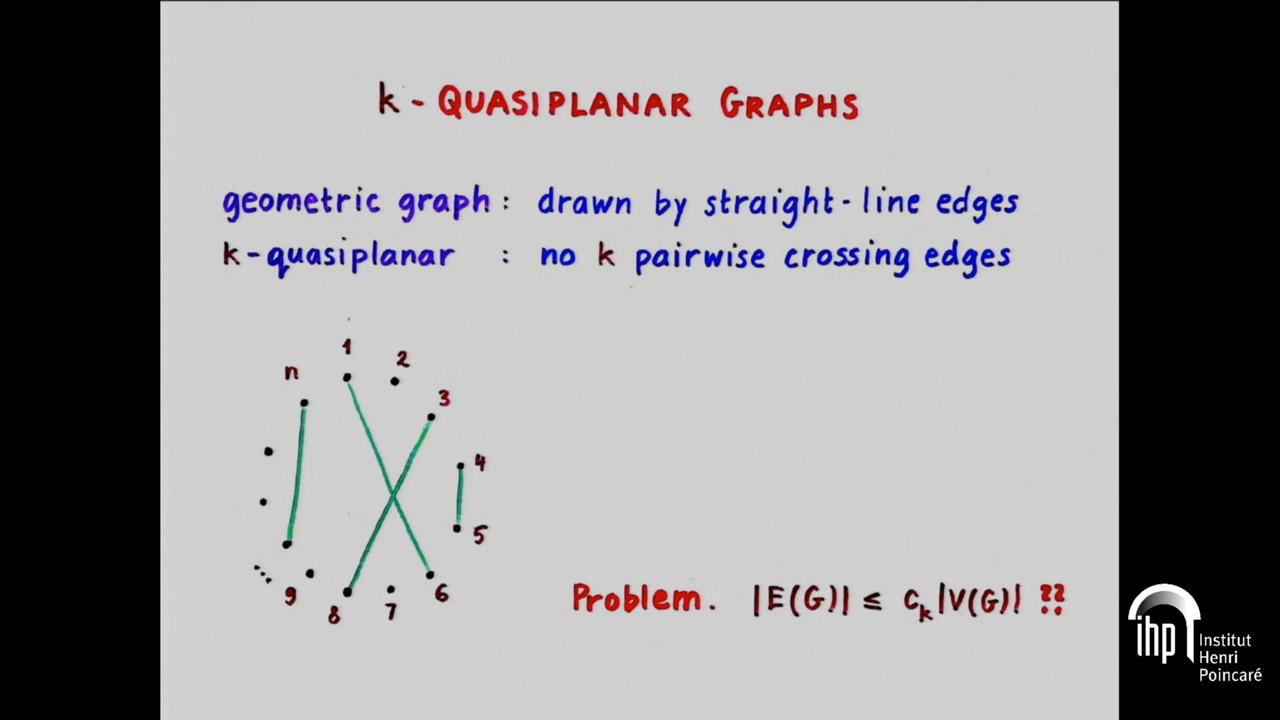 k - QUASIPLANAR GRAPHS
geometric graph : drawn by straight-line edges
k-quasiplanar : no k pairwise crossing edges
1
2
n
3
4
5
9
8
7
6
Problem. |E(G)| ≤ Cₖ|V(G)| ??
ihp Institut
Henri
Poincaré